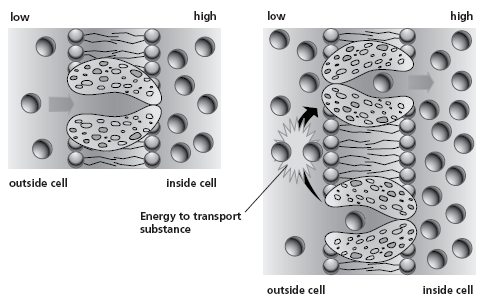 low high
outside cell inside cell
low high
Energy to transport
substance
outside cell inside cell